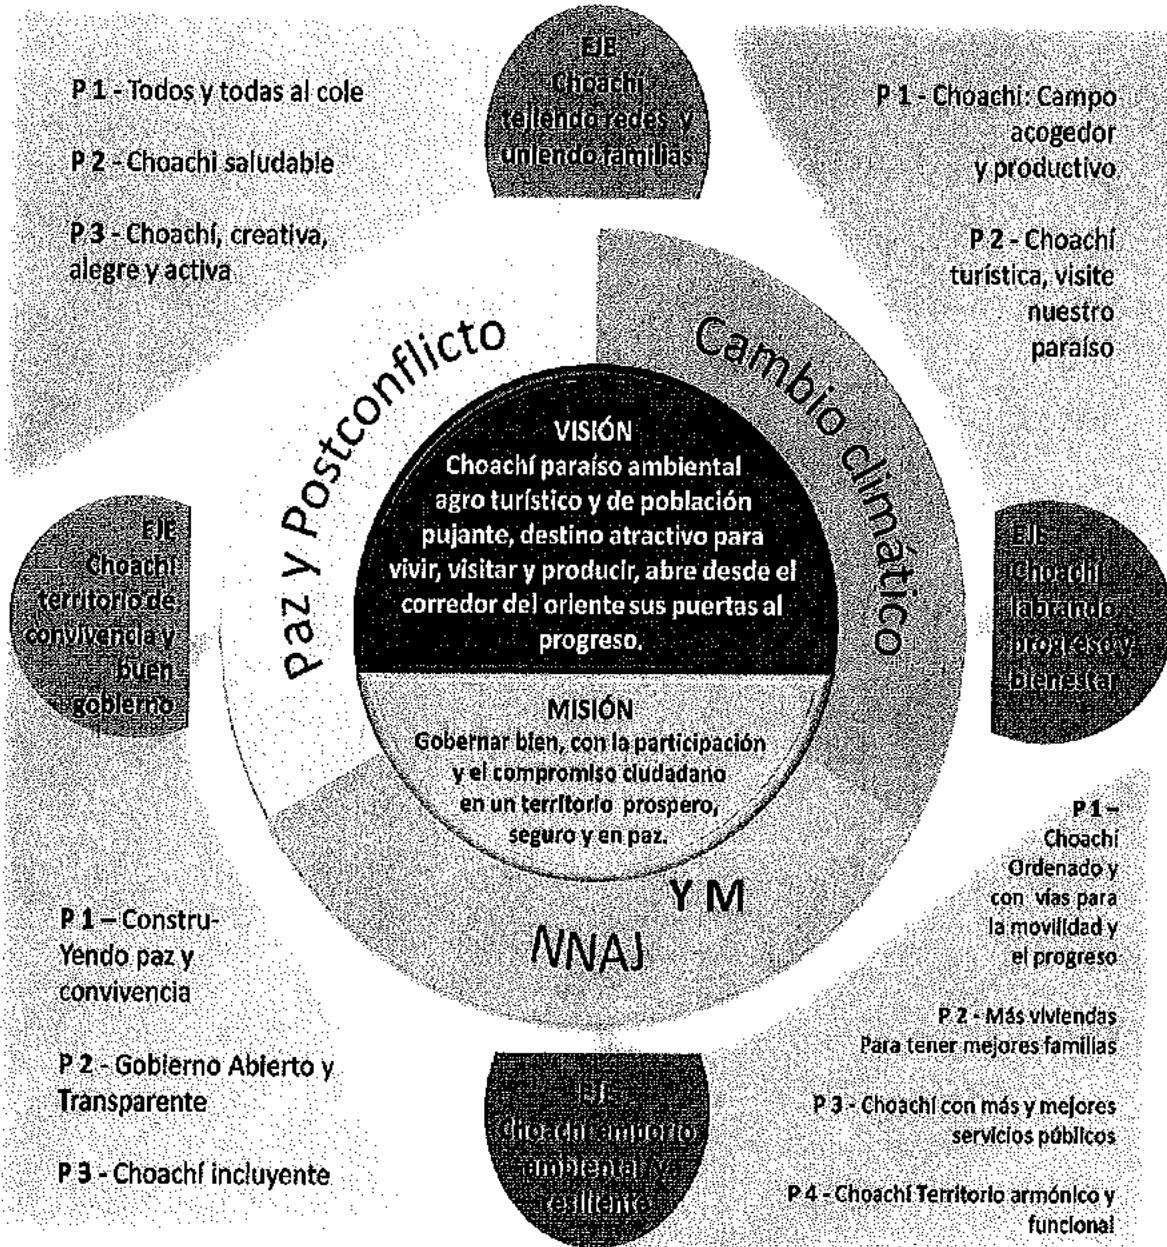 EJE
Choachí
tejiendo redes y
uniendo familias
P 1 - Todos y todas al cole
P 2 - Choachi saludable
P 3 - Choachí, creativa,
alegre y activa
P 1 - Choachi: Campo
acogedor
y productivo
P 2 - Choachí
turística, visite
nuestro
paraíso
Paz y Postconflicto
Cambio climático
VISIÓN
Choachí paraíso ambiental
agro turístico y de población
pujante, destino atractivo para
vivir, visitar y producir, abre desde el
corredor del oriente sus puertas al
progreso.
MISIÓN
Gobernar bien, con la participación
y el compromiso ciudadano
en un territorio prospero,
seguro y en paz.
Y M
NNAJ
EJE
Choachí
territorio de
convivencia y
buen
gobierno
EJE
Choachí
labrando
progreso y
bienestar
P 1 – Constru-
Yendo paz y
convivencia
P 2 - Gobierno Abierto y
Transparente
P 3 - Choachí incluyente
P 1 –
Choachí
Ordenado y
con vías para
la movilidad y
el progreso
P 2 - Más viviendas
Para tener mejores familias
P 3 - Choachí con más y mejores
servicios públicos
P 4 - Choachí Territorio armónico y
funcional
EJE
Choachí emporio
ambiental y
resiliente